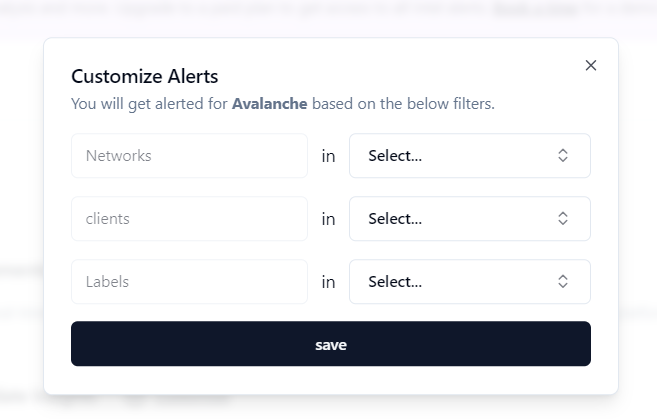 Customize Alerts
You will get alerted for Avalanche based on the below filters.
Networks in Select...
clients in Select...
Labels in Select...
save